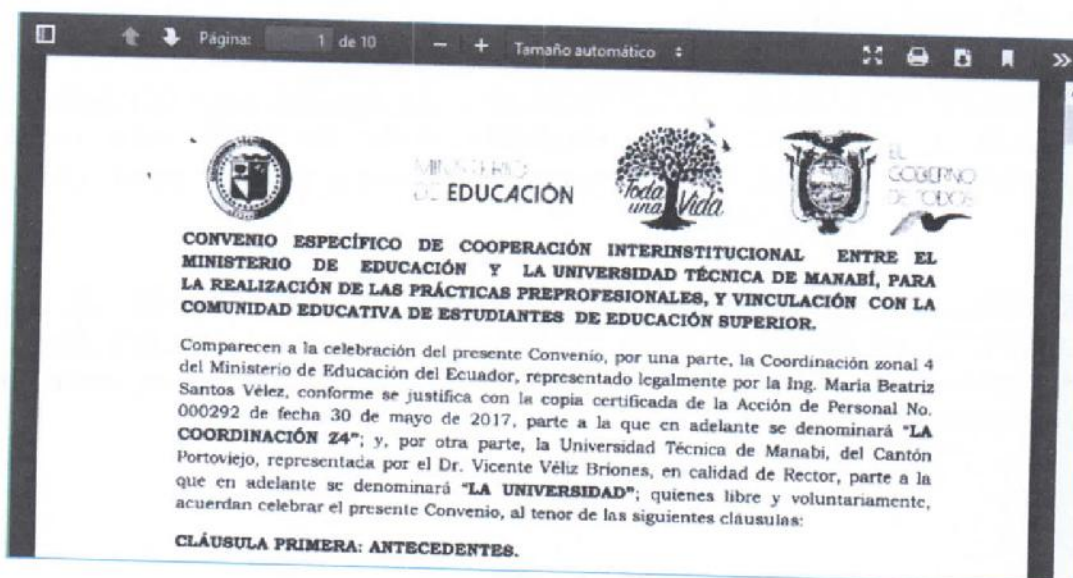 Página: 1 de 10 − + Tamaño automático
MINISTERIO
DE EDUCACIÓN
Toda
una Vida
EL
GOBIERNO
DE TODOS
CONVENIO ESPECÍFICO DE COOPERACIÓN INTERINSTITUCIONAL ENTRE EL
MINISTERIO DE EDUCACIÓN Y LA UNIVERSIDAD TÉCNICA DE MANABÍ, PARA
LA REALIZACIÓN DE LAS PRÁCTICAS PREPROFESIONALES, Y VINCULACIÓN CON LA
COMUNIDAD EDUCATIVA DE ESTUDIANTES DE EDUCACIÓN SUPERIOR.
Comparecen a la celebración del presente Convenio, por una parte, la Coordinación zonal 4
del Ministerio de Educación del Ecuador, representado legalmente por la Ing. María Beatriz
Santos Vélez, conforme se justifica con la copia certificada de la Acción de Personal No.
000292 de fecha 30 de mayo de 2017, parte a la que en adelante se denominará "LA
COORDINACIÓN Z4"; y, por otra parte, la Universidad Técnica de Manabí, del Cantón
Portoviejo, representada por el Dr. Vicente Véliz Briones, en calidad de Rector, parte a la
que en adelante se denominará "LA UNIVERSIDAD"; quienes libre y voluntariamente,
acuerdan celebrar el presente Convenio, al tenor de las siguientes cláusulas:
CLÁUSULA PRIMERA: ANTECEDENTES.